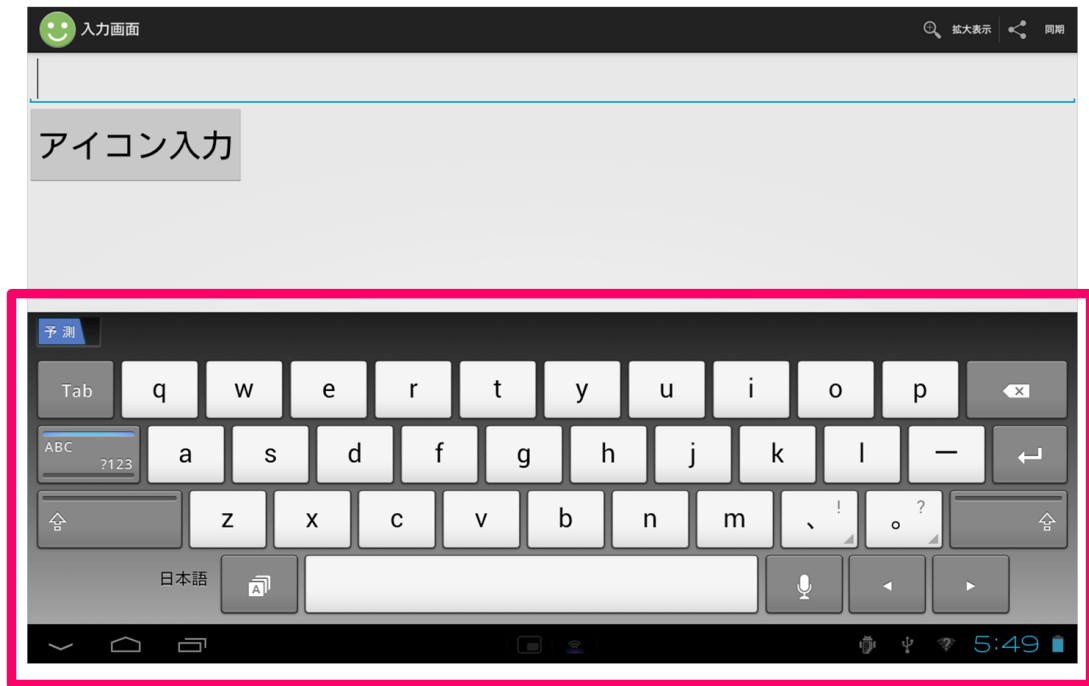 入力画面 拡大表示 同期
アイコン入力
予測
Tab q w e r t y u i o p
ABC ?123 a s d f g h j k l ー
z x c v b n m 、 ! 。 ?
日本語 A
5:49